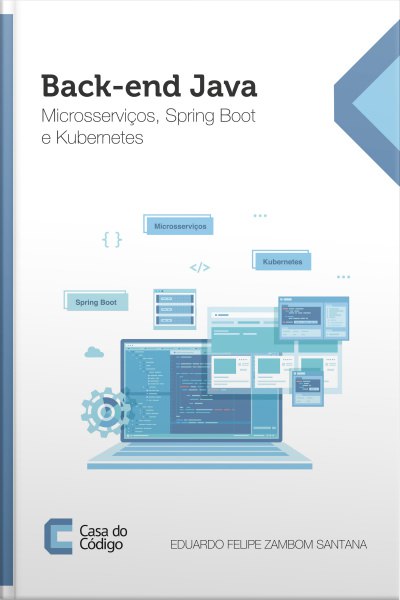 Back-end Java
Microsserviços, Spring Boot
e Kubernetes
{ }
Microsserviços
</>
Kubernetes
Spring Boot
Casa do
Código
EDUARDO FELIPE ZAMBOM SANTANA